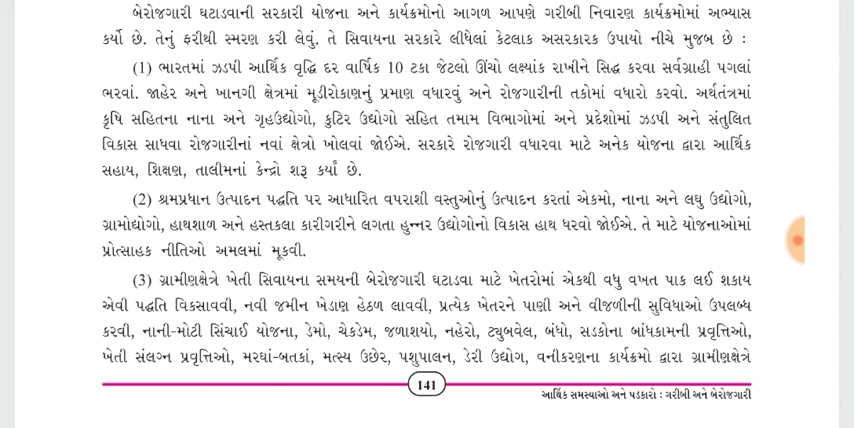 બેરોજગારી ઘટાડવાની સરકારી યોજના અને કાર્યક્રમોનો આગળ આપણે ગરીબી નિવારણ કાર્યક્રમોમાં અભ્યાસ
કર્યો છે. તેનું ફરીથી સ્મરણ કરી લેવું. તે સિવાયના સરકારે લીધેલાં કેટલાક અસરકારક ઉપાયો નીચે મુજબ છે :
(1) ભારતમાં ઝડપી આર્થિક વૃદ્ધિ દર વાર્ષિક 10 ટકા જેટલો ઊંચો લક્ષ્યાંક રાખીને સિદ્ધ કરવા સર્વગ્રાહી પગલાં
ભરવાં. જાહેર અને ખાનગી ક્ષેત્રમાં મૂડીરોકાણનું પ્રમાણ વધારવું અને રોજગારીની તકોમાં વધારો કરવો. અર્થતંત્રમાં
કૃષિ સહિતના નાના અને ગૃહઉદ્યોગો, કુટિર ઉદ્યોગો સહિત તમામ વિભાગોમાં અને પ્રદેશોમાં ઝડપી અને સંતુલિત
વિકાસ સાધવા રોજગારીનાં નવાં ક્ષેત્રો ખોલવાં જોઈએ. સરકારે રોજગારી વધારવા માટે અનેક યોજના દ્વારા આર્થિક
સહાય, શિક્ષણ, તાલીમનાં કેન્દ્રો શરૂ કર્યાં છે.
(2) શ્રમપ્રધાન ઉત્પાદન પદ્ધતિ પર આધારિત વપરાશી વસ્તુઓનું ઉત્પાદન કરતાં એકમો, નાના અને લઘુ ઉદ્યોગો,
ગ્રામોદ્યોગો, હાથશાળ અને હસ્તકલા કારીગરીને લગતા હુન્નર ઉદ્યોગોનો વિકાસ હાથ ધરવો જોઈએ. તે માટે યોજનાઓમાં
પ્રોત્સાહક નીતિઓ અમલમાં મૂકવી.
(3) ગ્રામીણક્ષેત્રે ખેતી સિવાયના સમયની બેરોજગારી ઘટાડવા માટે ખેતરોમાં એકથી વધુ વખત પાક લઈ શકાય
એવી પદ્ધતિ વિકસાવવી, નવી જમીન ખેડાણ હેઠળ લાવવી, પ્રત્યેક ખેતરને પાણી અને વીજળીની સુવિધાઓ ઉપલબ્ધ
કરવી, નાની-મોટી સિંચાઈ યોજના, ડેમો, ચેકડેમ, જળાશયો, નહેરો, ટ્યુબવેલ, બંધો, સડકોના બાંધકામની પ્રવૃત્તિઓ,
ખેતી સંલગ્ન પ્રવૃત્તિઓ, મરઘાં-બતકાં, મત્સ્ય ઉછેર, પશુપાલન, ડેરી ઉદ્યોગ, વનીકરણના કાર્યક્રમો દ્વારા ગ્રામીણક્ષેત્રે
141
આર્થિક સમસ્યાઓ અને પડકારો : ગરીબી અને બેરોજગારી